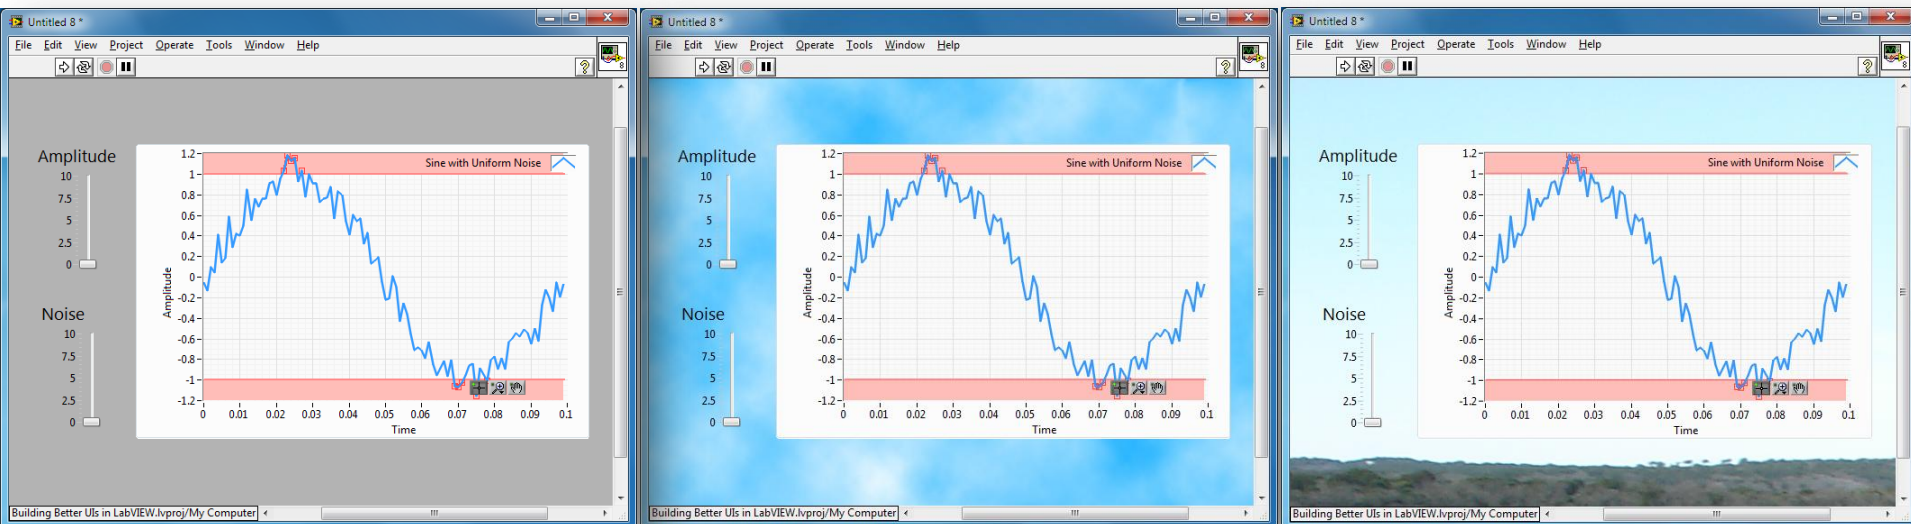 Untitled 8 *
File Edit View Project Operate Tools Window Help
?
8
Amplitude
10
7.5
5
2.5
0
Noise
10
7.5
5
2.5
0
Sine with Uniform Noise
Amplitude
1.2
1
0.8
0.6
0.4
0.2
0
-0.2
-0.4
-0.6
-0.8
-1
-1.2
0 0.01 0.02 0.03 0.04 0.05 0.06 0.07 0.08 0.09 0.1
Time
Building Better UIs in LabVIEW.lvproj/My Computer
Untitled 8 *
File Edit View Project Operate Tools Window Help
?
8
Amplitude
10
7.5
5
2.5
0
Noise
10
7.5
5
2.5
0
Sine with Uniform Noise
Amplitude
1.2
1
0.8
0.6
0.4
0.2
0
-0.2
-0.4
-0.6
-0.8
-1
-1.2
0 0.01 0.02 0.03 0.04 0.05 0.06 0.07 0.08 0.09 0.1
Time
Building Better UIs in LabVIEW.lvproj/My Computer
Untitled 8 *
File Edit View Project Operate Tools Window Help
?
8
Amplitude
10
7.5
5
2.5
0
Noise
10
7.5
5
2.5
0
Sine with Uniform Noise
Amplitude
1.2
1
0.8
0.6
0.4
0.2
0
-0.2
-0.4
-0.6
-0.8
-1
-1.2
0 0.01 0.02 0.03 0.04 0.05 0.06 0.07 0.08 0.09 0.1
Time
Building Better UIs in LabVIEW.lvproj/My Computer